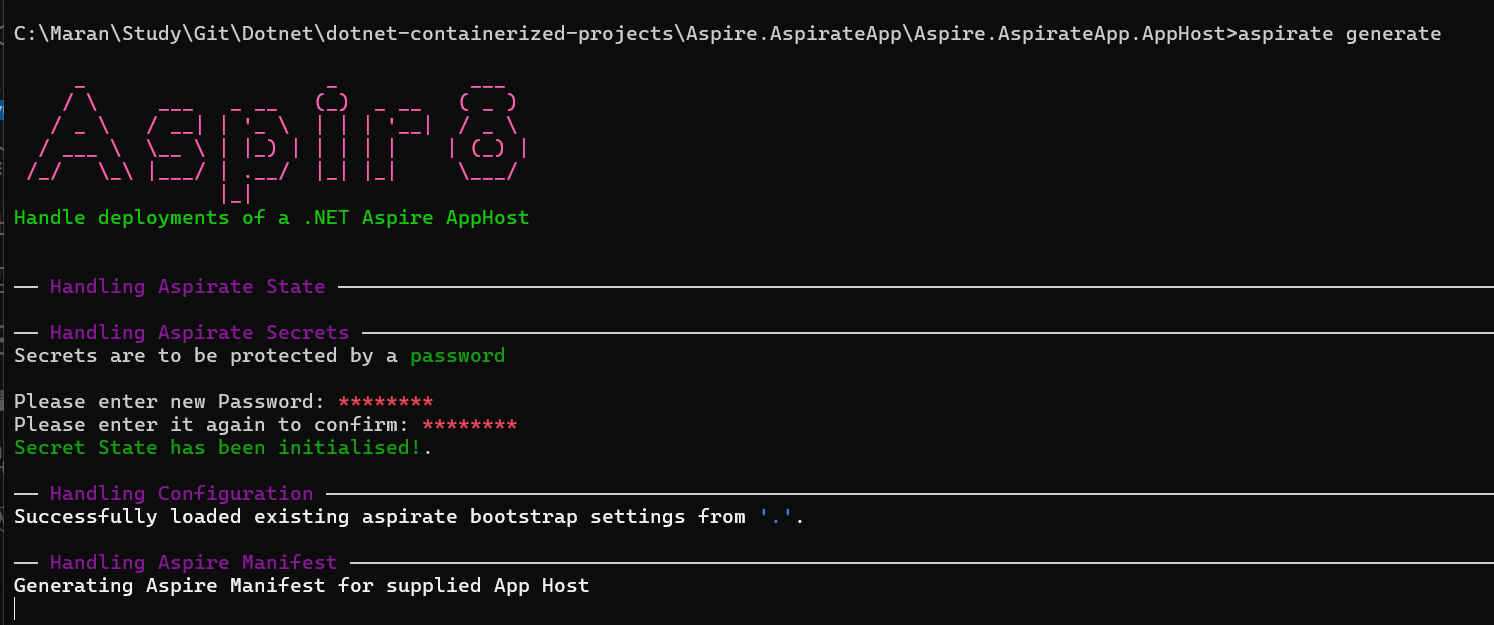 C:\Maran\Study\Git\Dotnet\dotnet-containerized-projects\Aspire.AspirateApp\Aspire.AspirateApp.AppHost>aspirate generate
Aspir8
Handle deployments of a .NET Aspire AppHost
── Handling Aspirate State ──
── Handling Aspirate Secrets ──
Secrets are to be protected by a password
Please enter new Password: ********
Please enter it again to confirm: ********
Secret State has been initialised!.
── Handling Configuration ──
Successfully loaded existing aspirate bootstrap settings from '.'.
── Handling Aspire Manifest ──
Generating Aspire Manifest for supplied App Host